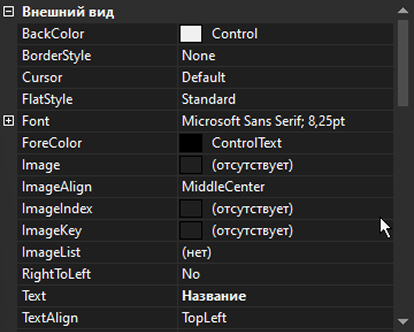 Внешний вид
BackColor Control
BorderStyle None
Cursor Default
FlatStyle Standard
Font Microsoft Sans Serif; 8,25pt
ForeColor ControlText
Image (отсутствует)
ImageAlign MiddleCenter
ImageIndex (отсутствует)
ImageKey (отсутствует)
ImageList (нет)
RightToLeft No
Text Название
TextAlign TopLeft